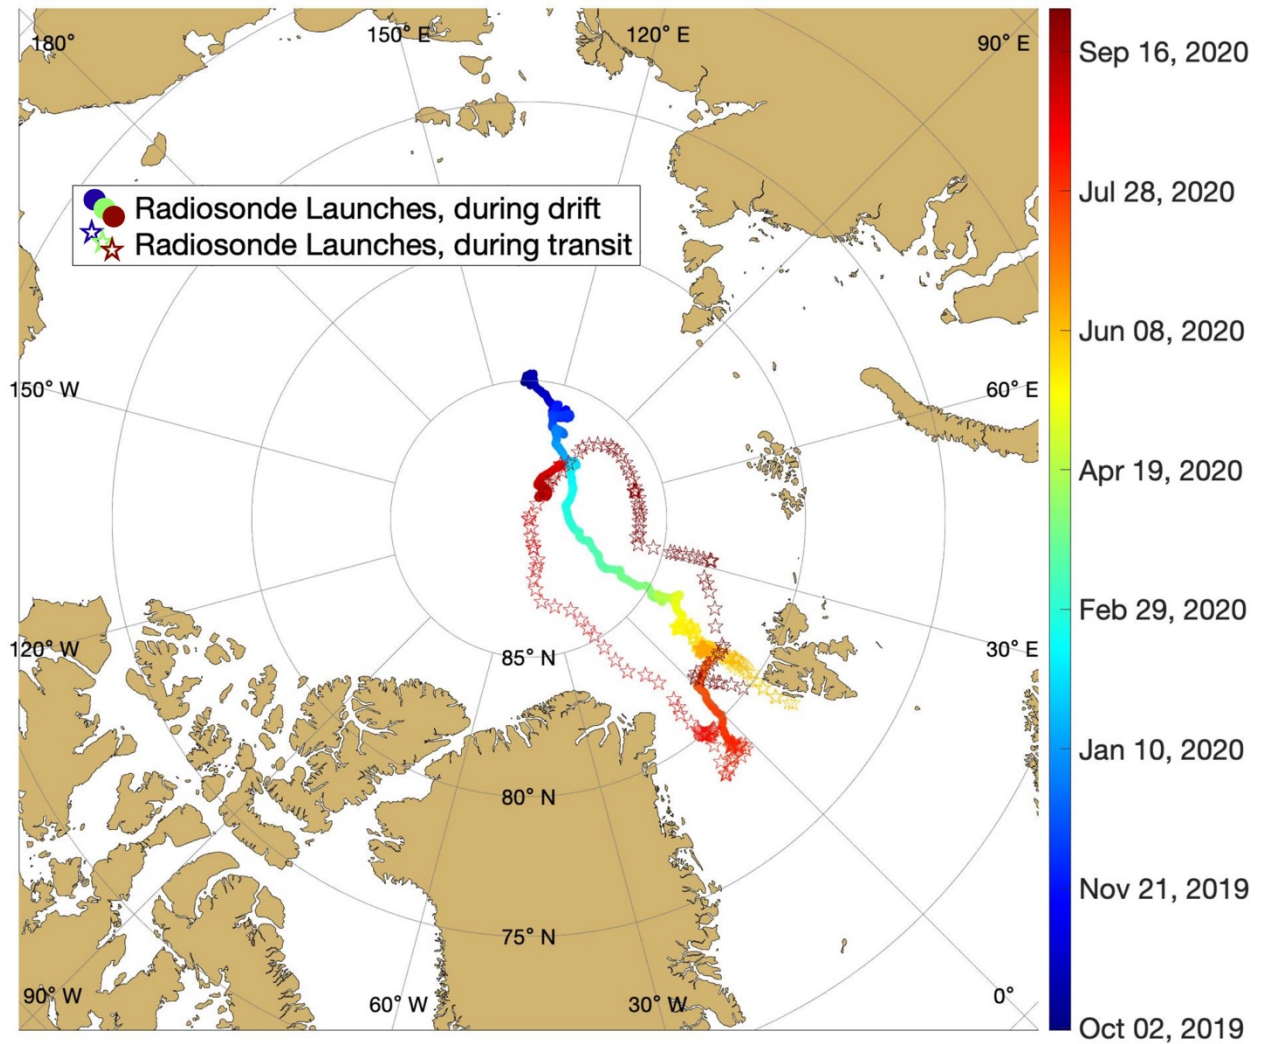 180°
150° E
120° E
90° E
Sep 16, 2020
Radiosonde Launches, during drift
Radiosonde Launches, during transit
Jul 28, 2020
Jun 08, 2020
150° W
60° E
Apr 19, 2020
Feb 29, 2020
120° W
85° N
30° E
Jan 10, 2020
80° N
Nov 21, 2019
75° N
90° W
60° W
30° W
0°
Oct 02, 2019